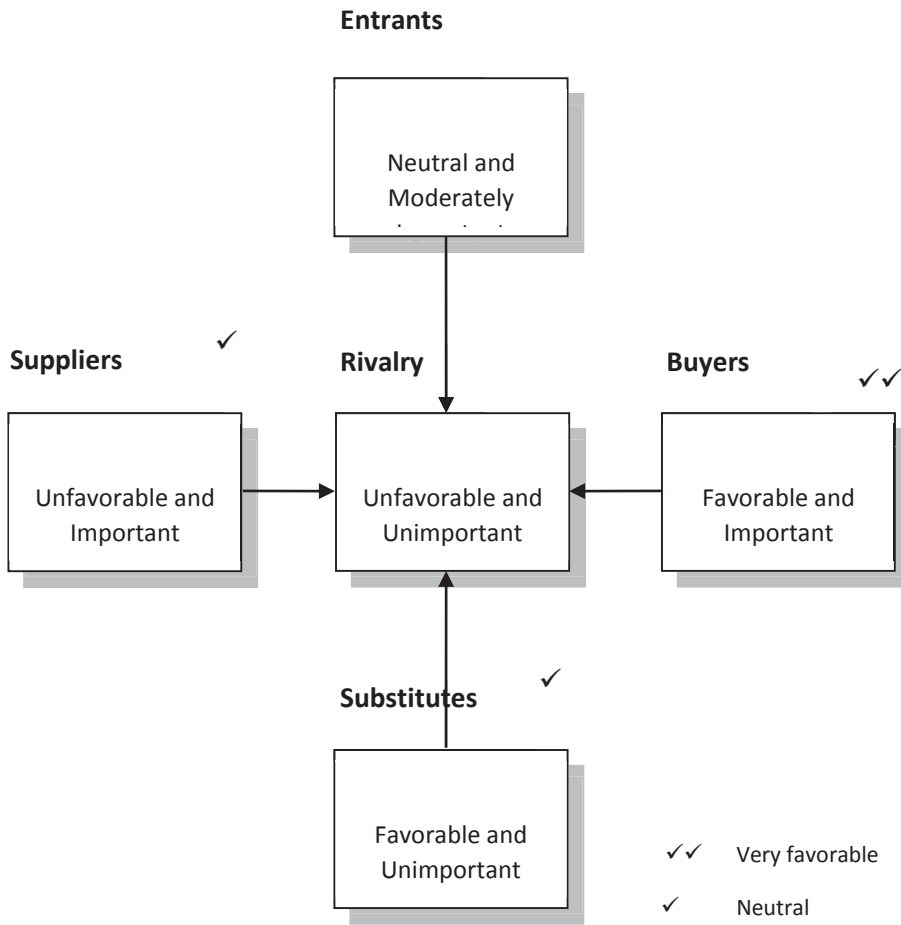 Entrants
Neutral and
Moderately
Suppliers ✓
Unfavorable and
Important
Rivalry
Unfavorable and
Unimportant
Buyers ✓✓
Favorable and
Important
Substitutes ✓
Favorable and
Unimportant
✓✓ Very favorable
✓ Neutral